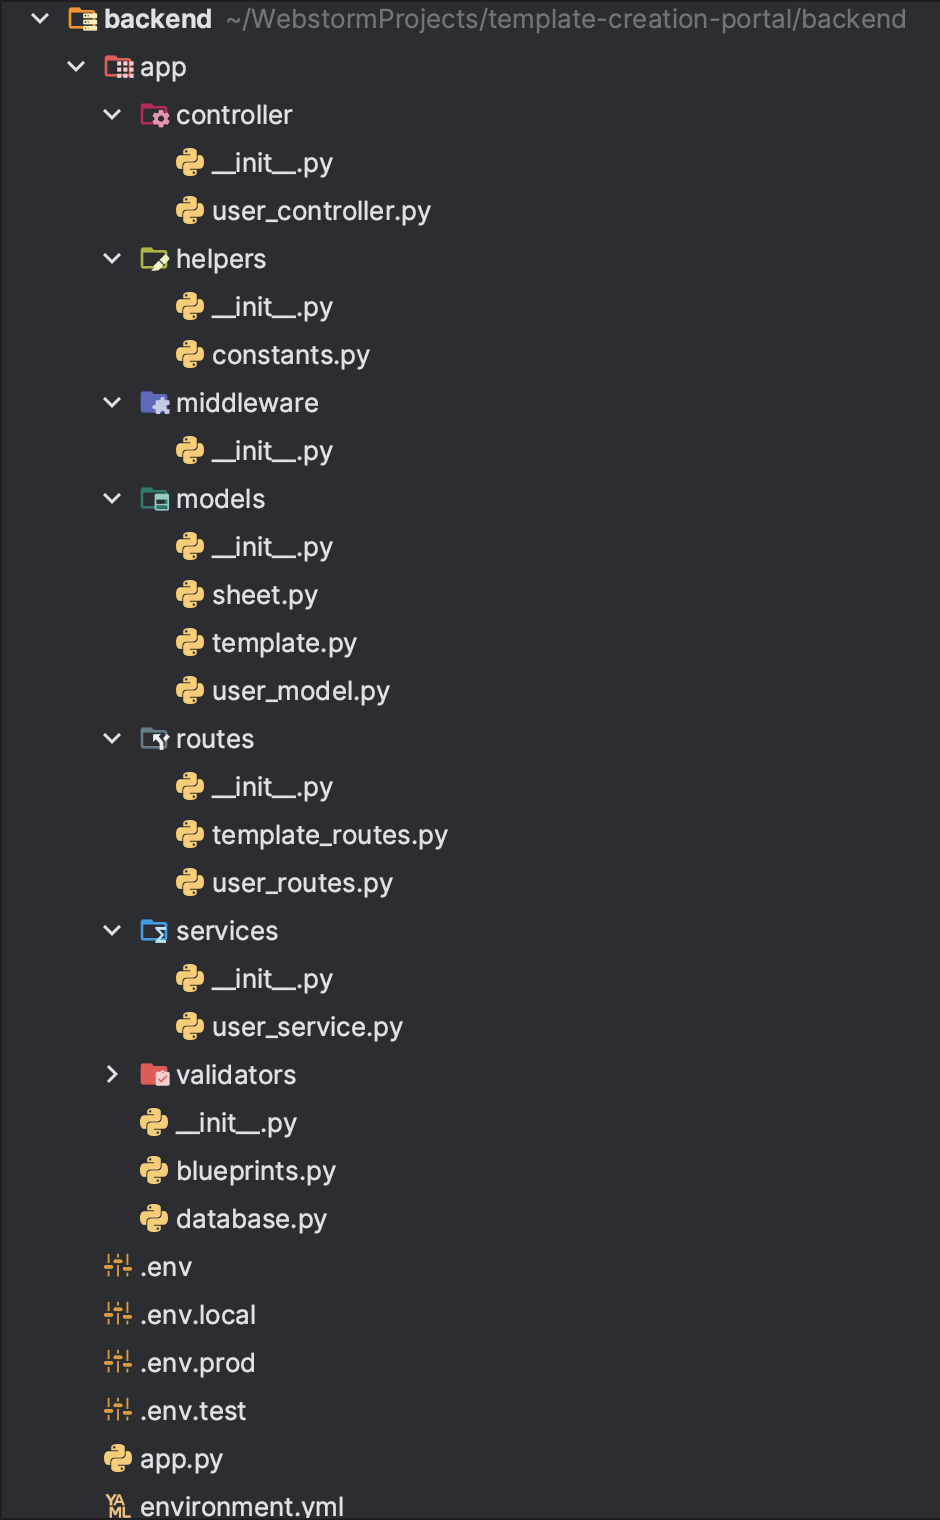 backend ~/WebstormProjects/template-creation-portal/backend
app
controller
__init__.py
user_controller.py
helpers
__init__.py
constants.py
middleware
__init__.py
models
__init__.py
sheet.py
template.py
user_model.py
routes
__init__.py
template_routes.py
user_routes.py
services
__init__.py
user_service.py
validators
__init__.py
blueprints.py
database.py
.env
.env.local
.env.prod
.env.test
app.py
YAML environment.yml